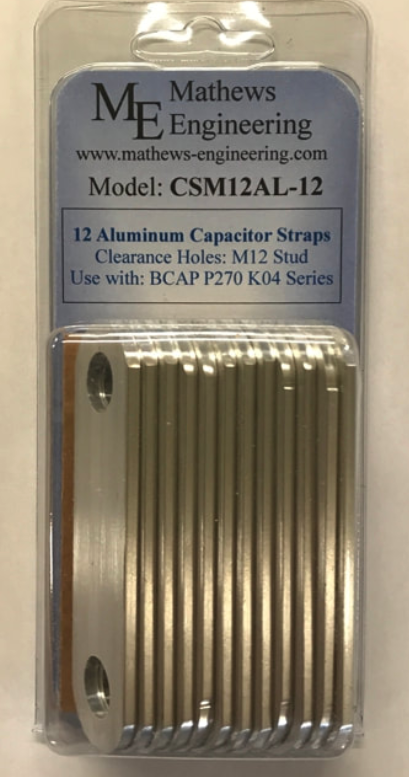 ME Mathews
Engineering
www.mathews-engineering.com
Model: CSM12AL-12
12 Aluminum Capacitor Straps
Clearance Holes: M12 Stud
Use with: BCAP P270 K04 Series